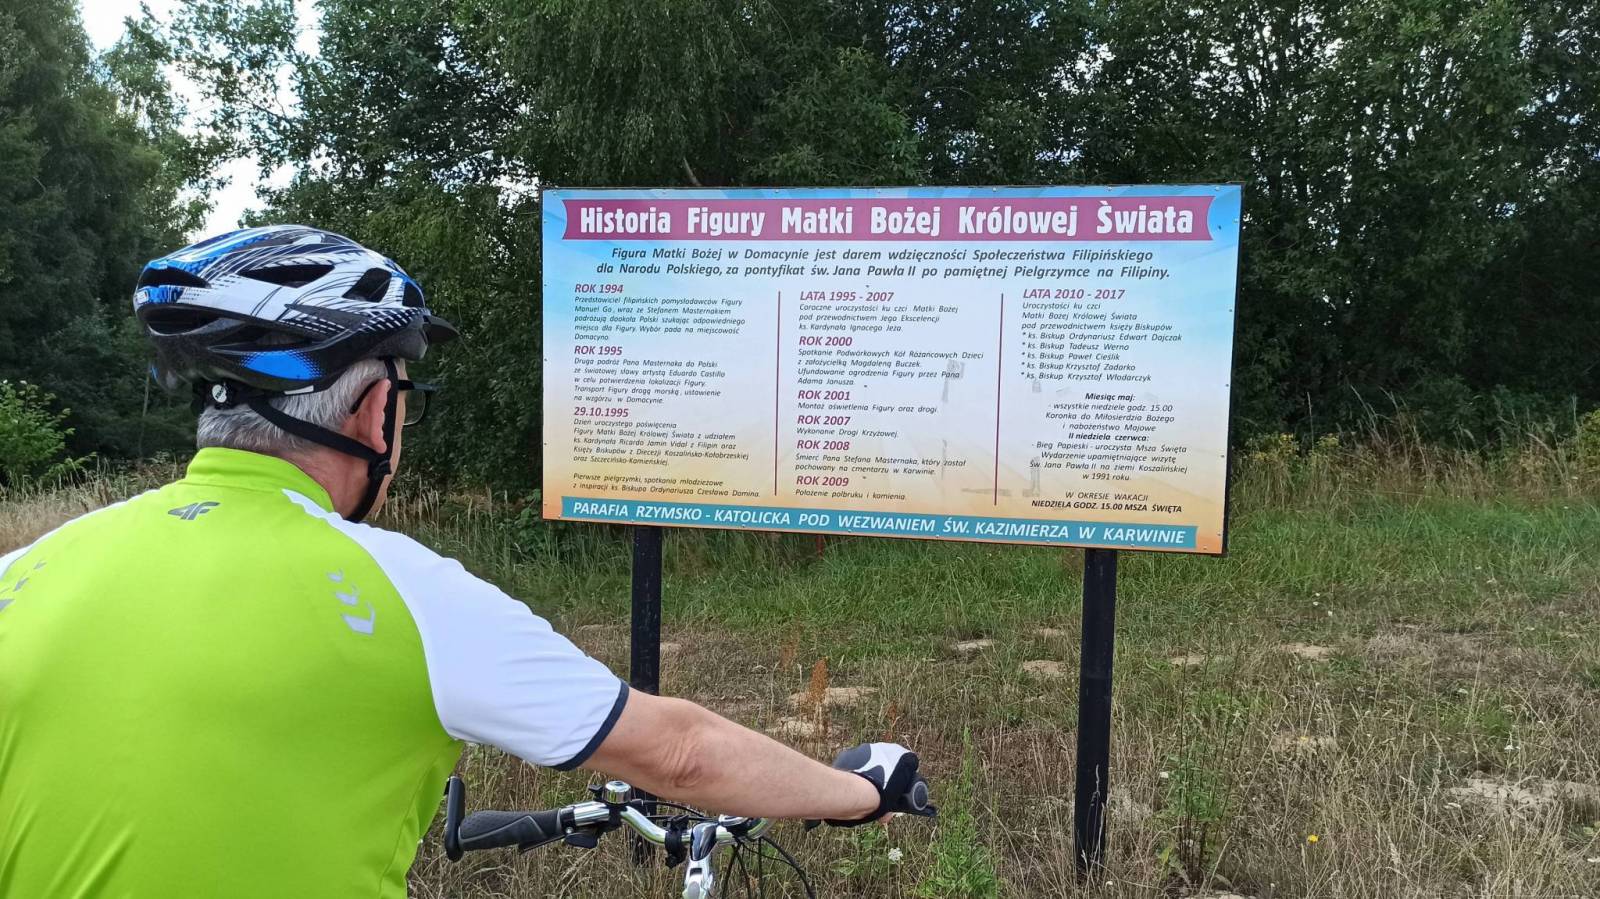 Historia Figury Matki Bożej Królowej Świata
Figura Matki Bożej w Domacynie jest darem wdzięczności Społeczeństwa Filipińskiego
dla Narodu Polskiego, za pontyfikat św. Jana Pawła II po pamiętnej Pielgrzymce na Filipiny.
ROK 1994
Przedstawiciel filipińskich pomysłodawców Figury
Manuel Go, wraz ze Stefanem Masternakiem
podróżują dookoła Polski szukając odpowiedniego
miejsca dla Figury. Wybór pada na miejscowość
Domacyno.
ROK 1995
Druga podróż Pana Masternaka do Polski
ze światowej sławy artystą Eduardo Castillo
w celu potwierdzenia lokalizacji Figury.
Transport Figury drogą morską, ustawienie
na wzgórzu w Domacynie.
29.10.1995
Dzień uroczystego poświęcenia
Figury Matki Bożej Królowej Świata z udziałem
ks. Kardynała Ricardo Jamin Vidal z Filipin oraz
Księży Biskupów z Diecezji Koszalińsko-Kołobrzeskiej
oraz Szczecińsko-Kamieńskiej.
Pierwsze pielgrzymki, spotkania młodzieżowe
z inspiracji ks. Biskupa Ordynariusza Czesława Domina.
LATA 1995 - 2007
Coroczne uroczystości ku czci Matki Bożej
pod przewodnictwem Jego Ekscelencji
ks. Kardynała Ignacego Jeża.
ROK 2000
Spotkanie Podwórkowych Kół Różańcowych Dzieci
z założycielką Magdaleną Buczek.
Ufundowanie ogrodzenia Figury przez Pana
Adama Janusza.
ROK 2001
Montaż oświetlenia Figury oraz drogi.
ROK 2007
Wykonanie Drogi Krzyżowej.
ROK 2008
Śmierć Pana Stefana Masternaka, który został
pochowany na cmentarzu w Karwinie.
ROK 2009
Położenie polbruku i kamienia.
LATA 2010 - 2017
Uroczystości ku czci
Matki Bożej Królowej Świata
pod przewodnictwem księży Biskupów
* ks. Biskup Ordynariusz Edwart Dajczak
* ks. Biskup Tadeusz Werno
* ks. Biskup Paweł Cieślik
* ks. Biskup Krzysztof Zadarko
* ks. Biskup Krzysztof Włodarczyk
Miesiąc maj:
- wszystkie niedziele godz. 15.00
Koronka do Miłosierdzia Bożego
i nabożeństwo Majowe
II niedziela czerwca:
- Bieg Papieski - uroczysta Msza Święta
Wydarzenie upamiętniające wizytę
Św. Jana Pawła II na ziemi Koszalińskiej
w 1991 roku.
W OKRESIE WAKACJI
NIEDZIELA GODZ. 15.00 MSZA ŚWIĘTA
PARAFIA RZYMSKO - KATOLICKA POD WEZWANIEM ŚW. KAZIMIERZA W KARWINIE
4F